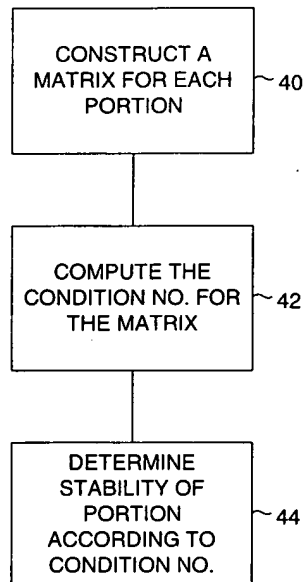 CONSTRUCT A
MATRIX FOR EACH
PORTION
40
COMPUTE THE
CONDITION NO. FOR
THE MATRIX
42
DETERMINE
STABILITY OF
PORTION
ACCORDING TO
CONDITION NO.
44